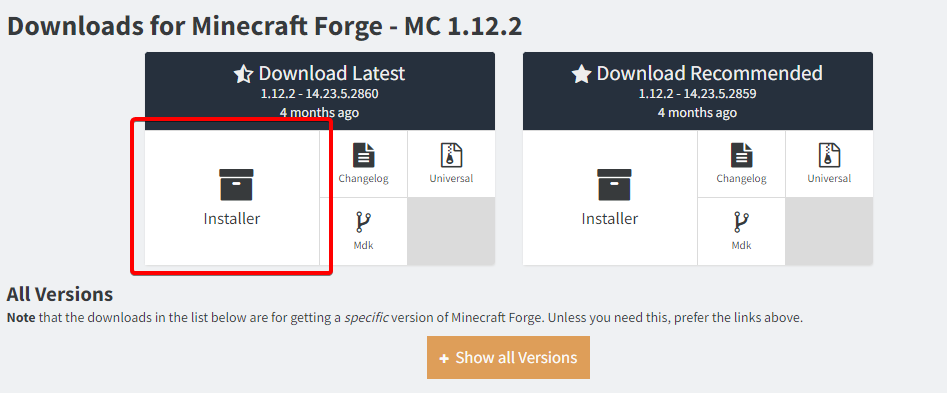 Downloads for Minecraft Forge - MC 1.12.2
Download Latest
1.12.2 - 14.23.5.2860
4 months ago
Installer
Changelog
Universal
Mdk
Download Recommended
1.12.2 - 14.23.5.2859
4 months ago
Installer
Changelog
Universal
Mdk
All Versions
Note that the downloads in the list below are for getting a specific version of Minecraft Forge. Unless you need this, prefer the links above.
+ Show all Versions